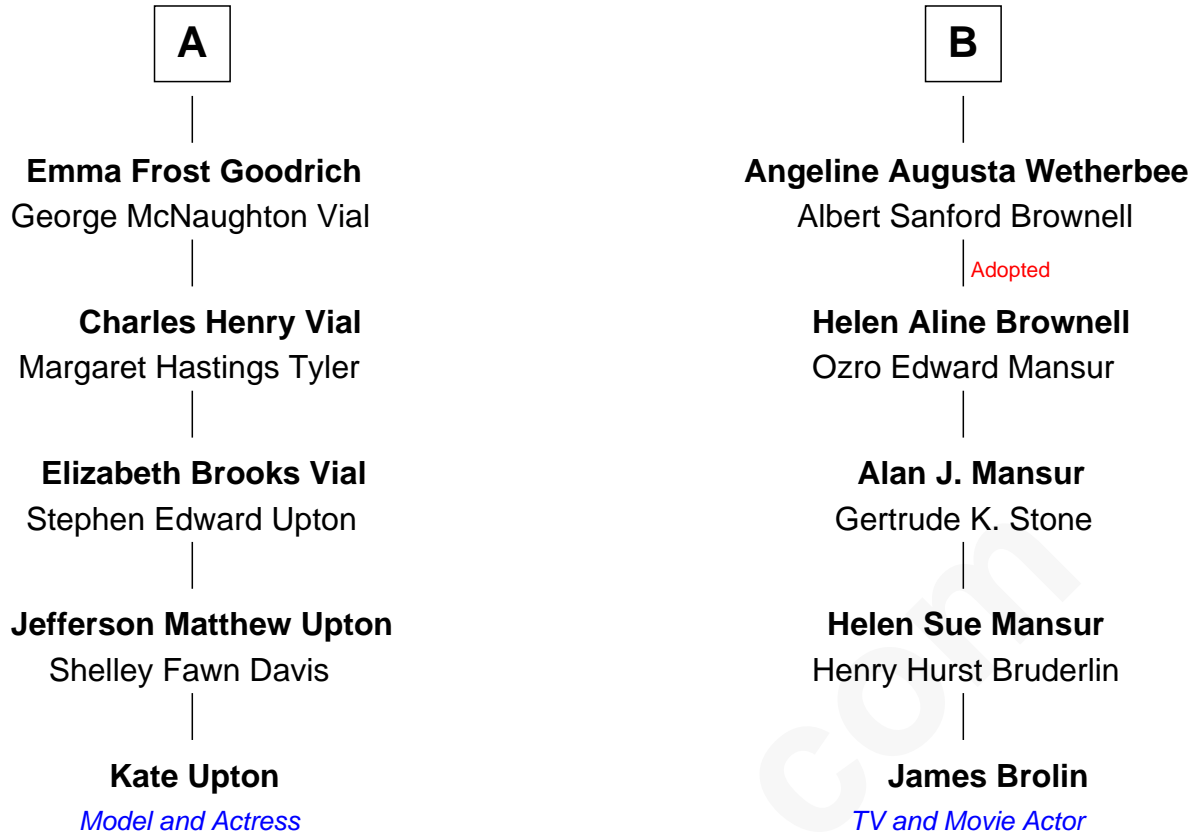 A
Emma Frost Goodrich
George McNaughton Vial
Charles Henry Vial
Margaret Hastings Tyler
Elizabeth Brooks Vial
Stephen Edward Upton
Jefferson Matthew Upton
Shelley Fawn Davis
Kate Upton
Model and Actress
B
Angeline Augusta Wetherbee
Albert Sanford Brownell
Adopted
Helen Aline Brownell
Ozro Edward Mansur
Alan J. Mansur
Gertrude K. Stone
Helen Sue Mansur
Henry Hurst Bruderlin
James Brolin
TV and Movie Actor
com